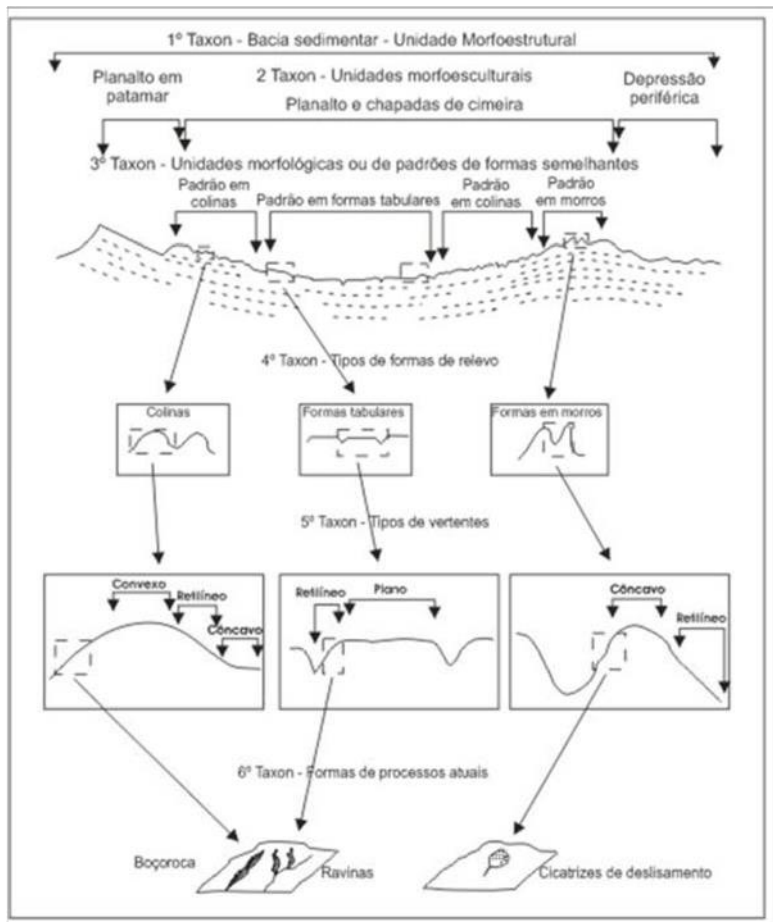 1º Taxon - Bacia sedimentar - Unidade Morfoestrutural
Planalto em
patamar
2 Taxon - Unidades morfoesculturais
Planalto e chapadas de cimeira
Depressão
periférica
3º Taxon - Unidades morfológicas ou de padrões de formas semelhantes
Padrão em
colinas
Padrão em formas tabulares
Padrão
em colinas
Padrão
em morros
4º Taxon - Tipos de formas de relevo
Colinas
Formas tabulares
Formas em morros
5º Taxon - Tipos de vertentes
Convexo
Retilíneo
Côncavo
Retilíneo
Plano
Côncavo
Retilíneo
6º Taxon - Formas de processos atuais
Boçoroca
Ravinas
Cicatrizes de deslisamento